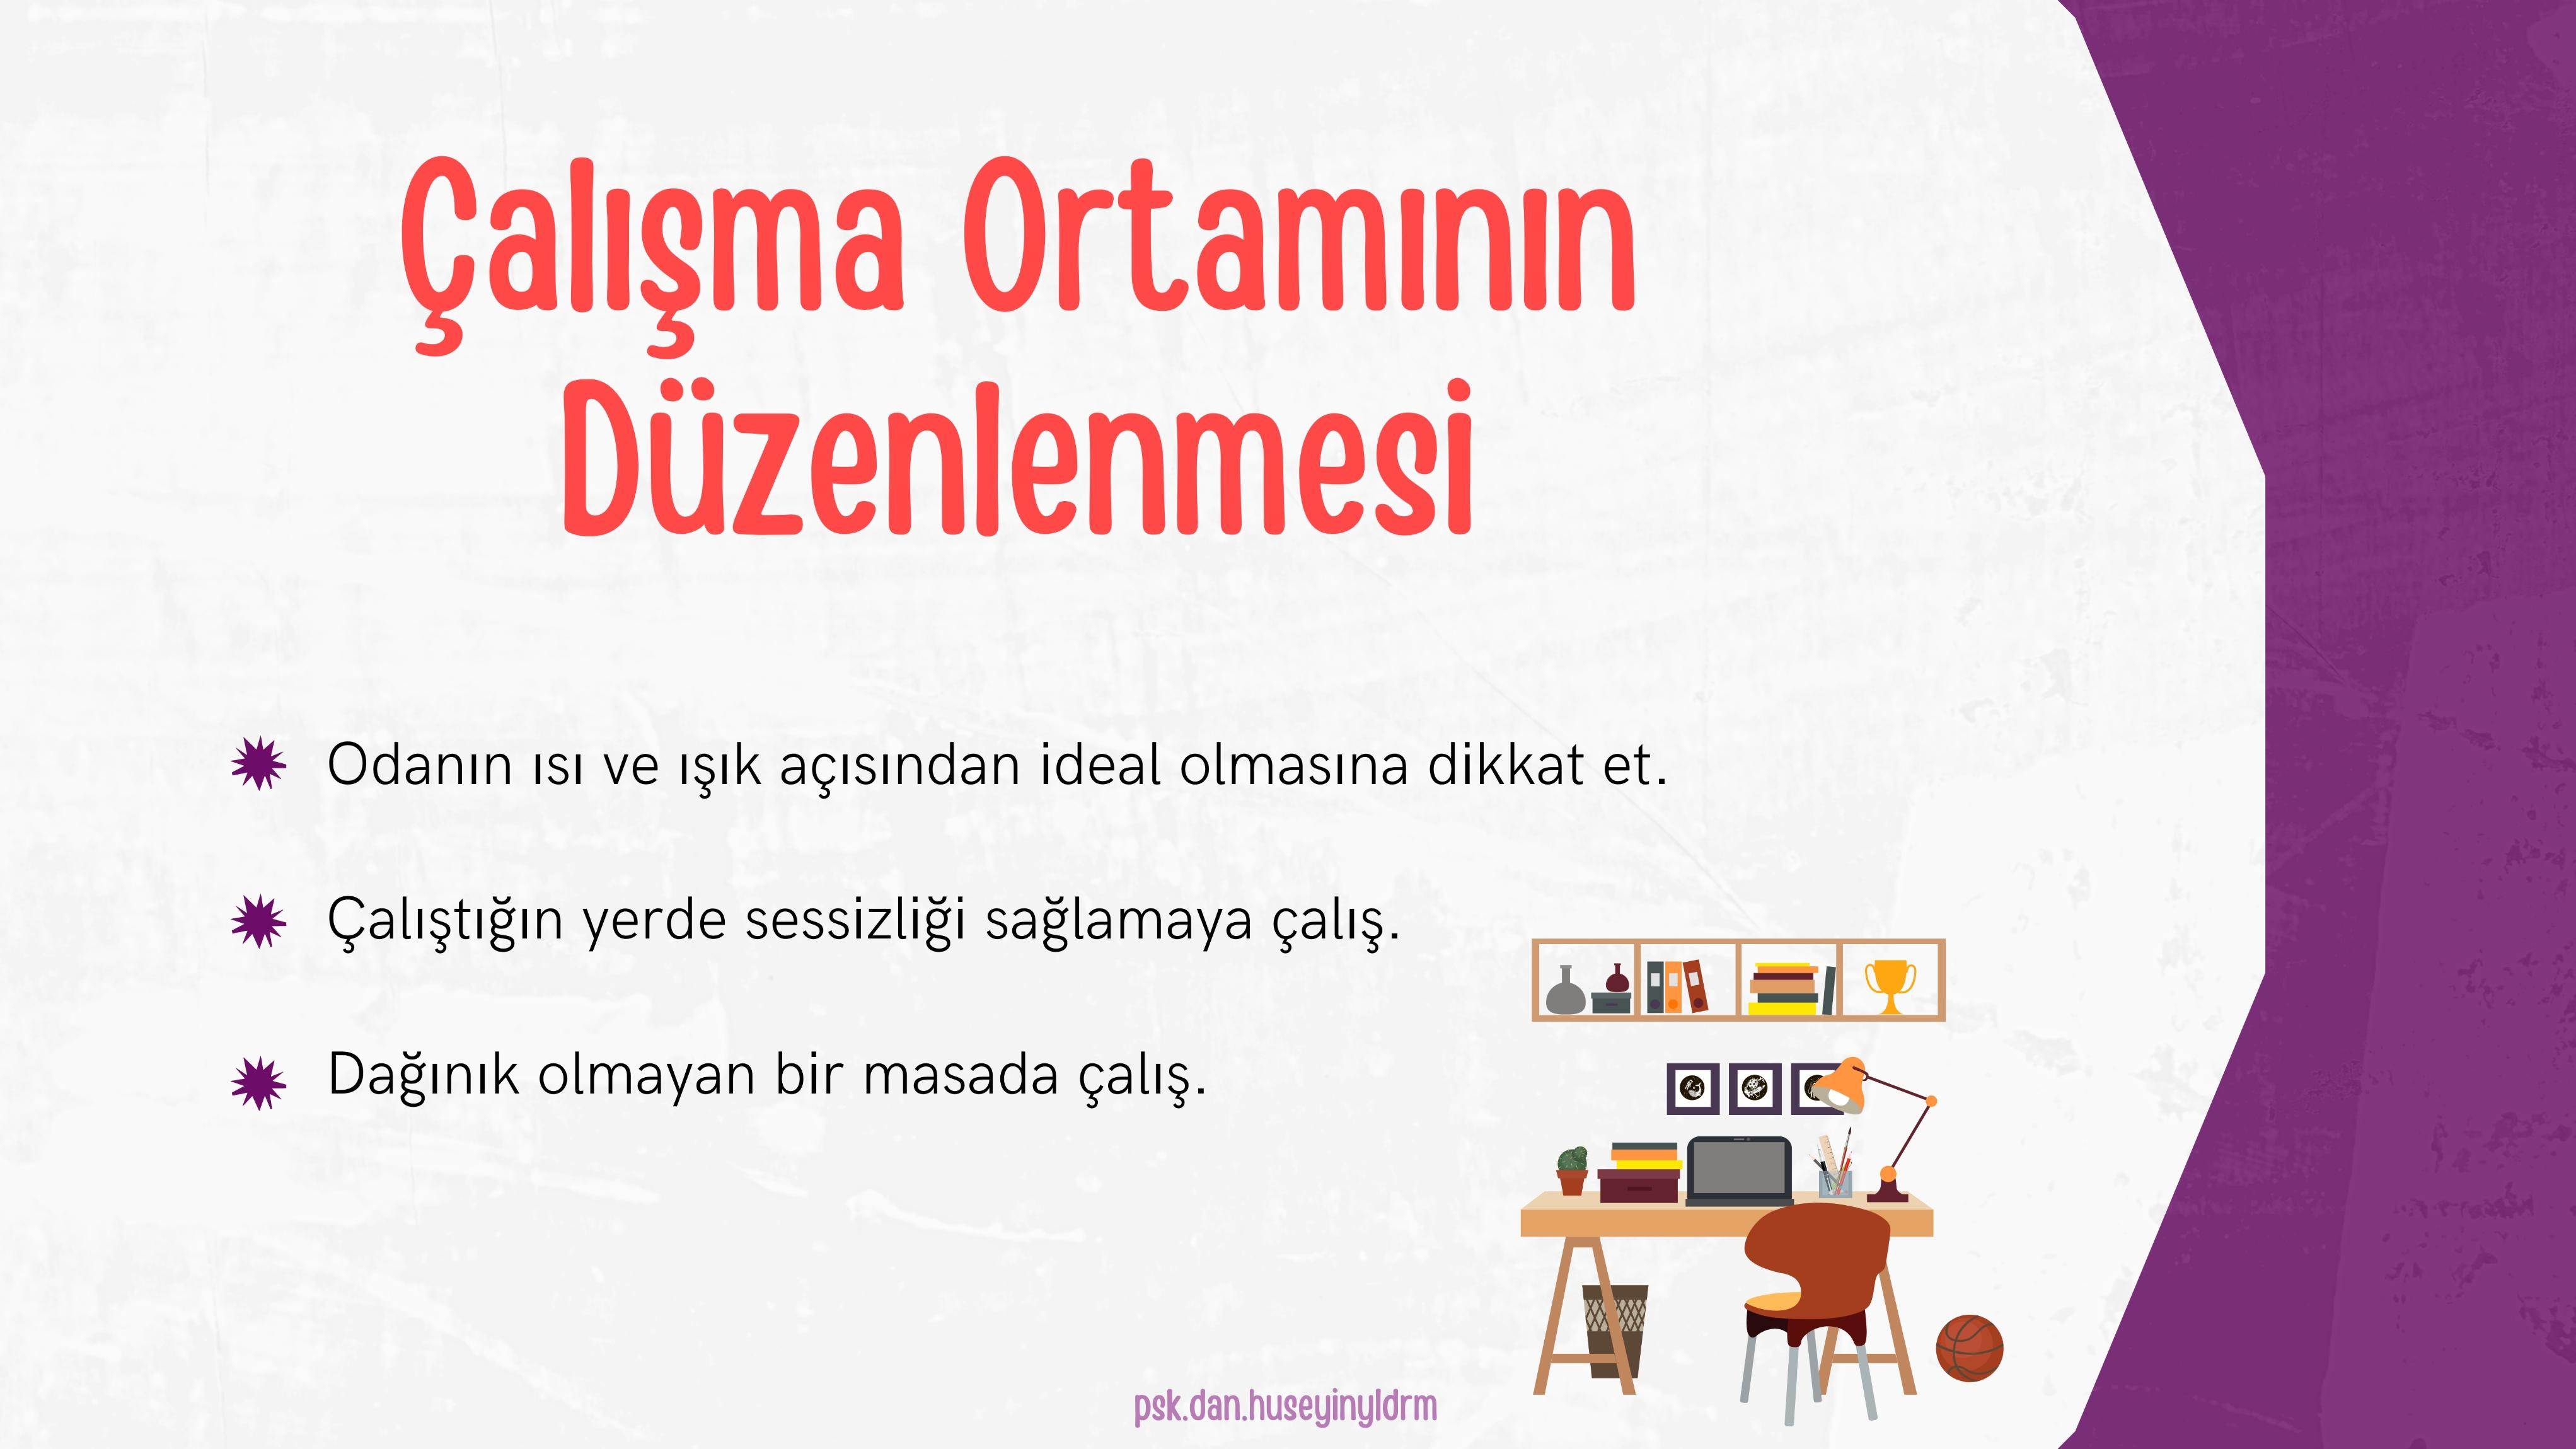 Çalışma Ortamının
Düzenlenmesi
Odanın ısı ve ışık açısından ideal olmasına dikkat et.
Çalıştığın yerde sessizliği sağlamaya çalış.
Dağınık olmayan bir masada çalış.
psk.dan.huseyinyldrm